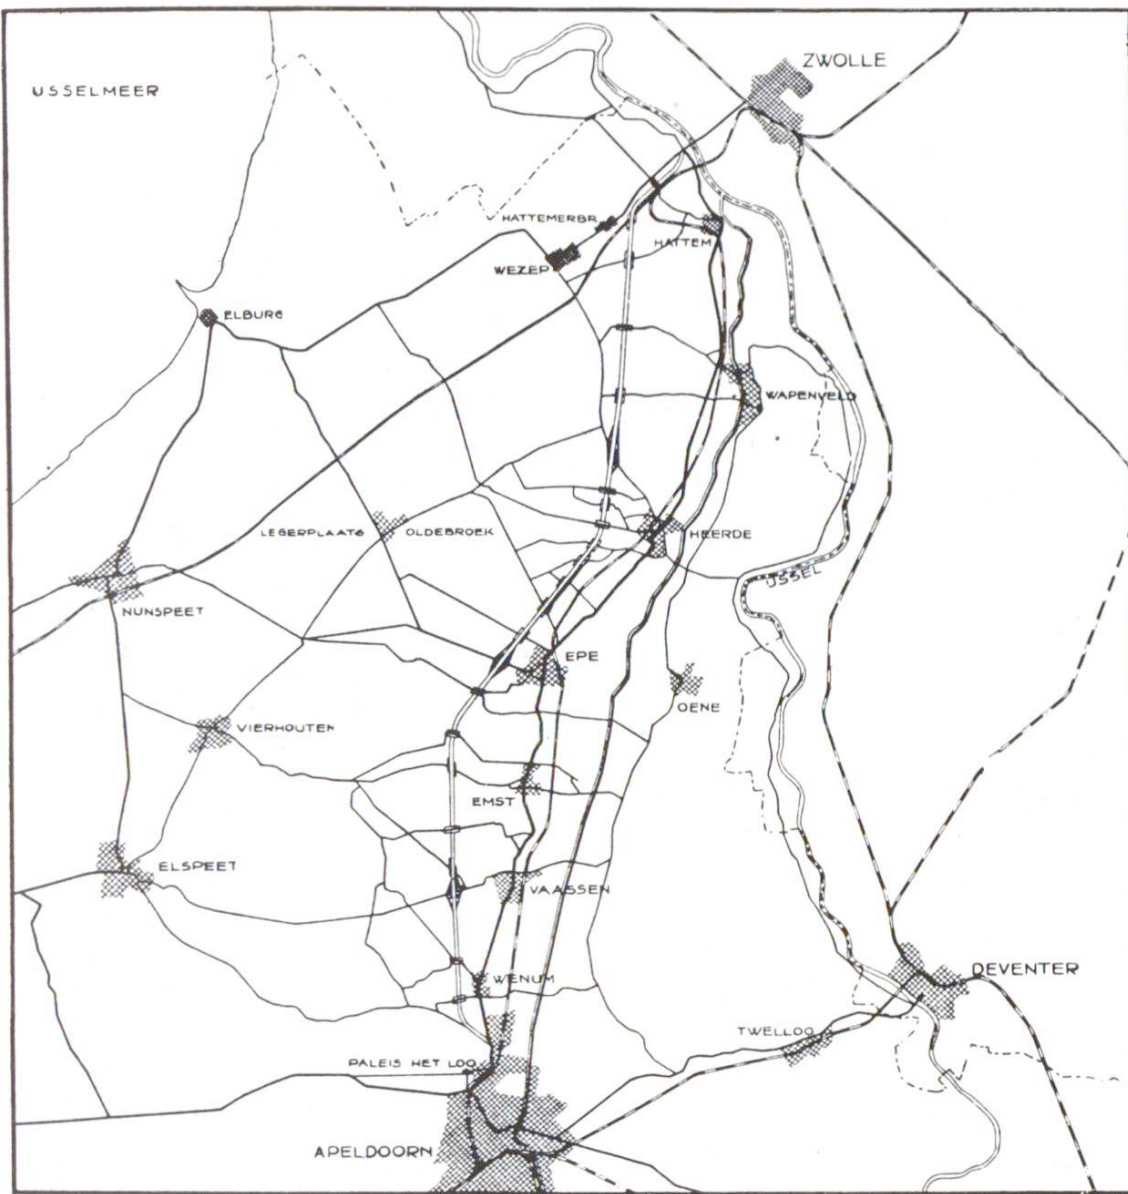 ZWOLLE
IJSSELMEER
HATTEMERBR.
HATTEM
WEZEP
ELBURG
WAPENVELD
LEGERPLAATS OLDEBROEK
HEERDE
IJSSEL
NUNSPEET
EPE
OENE
VIERHOUTEN
EMST
ELSPEET
VAASSEN
WENUM
DEVENTER
TWELLOO
PALEIS HET LOO
APELDOORN